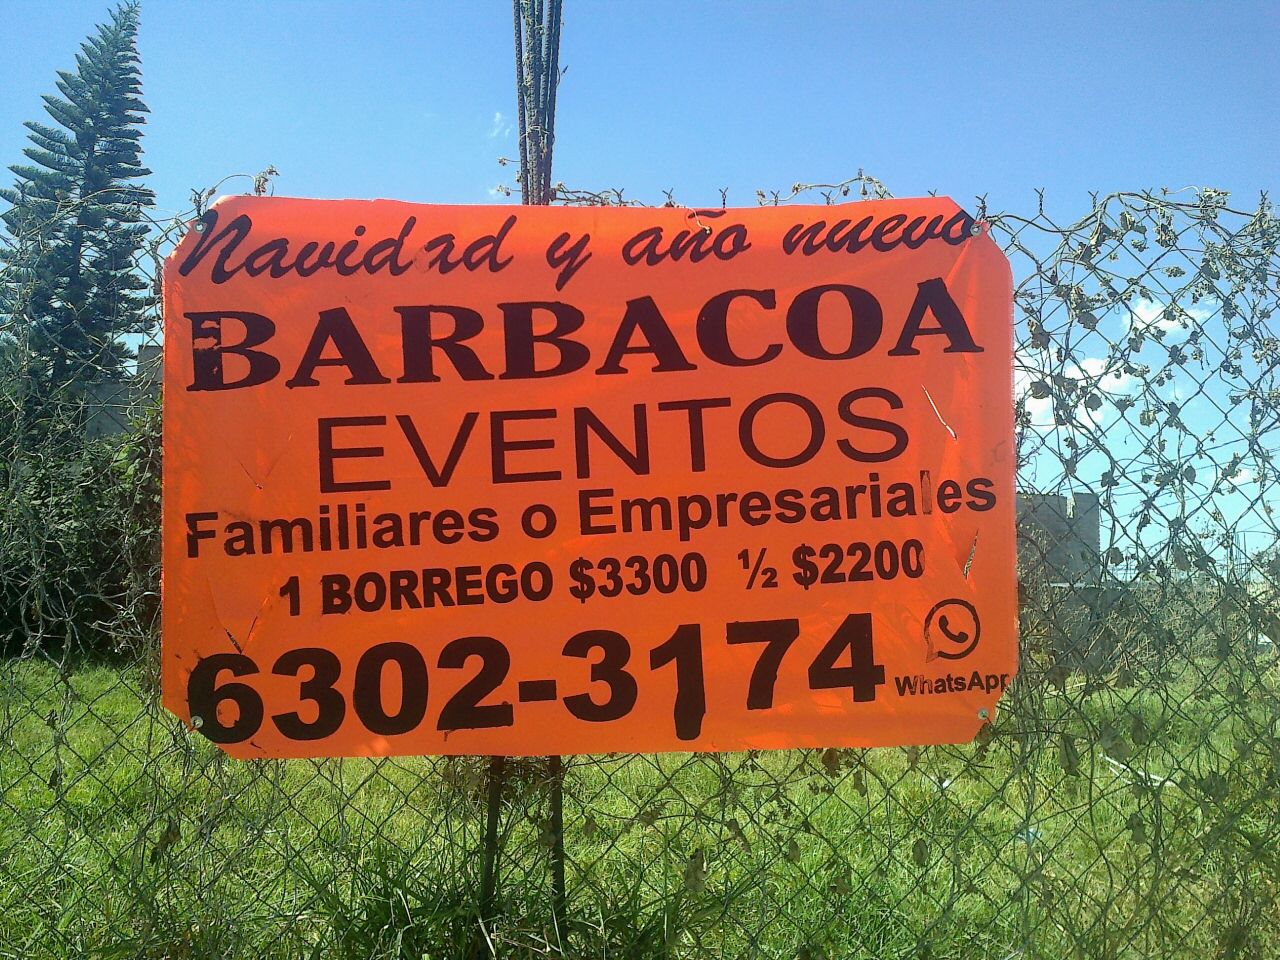 Navidad y año nuevo
BARBACOA
EVENTOS
Familiares o Empresariales
1 BORREGO $3300 ½ $2200
6302-3174
WhatsApp